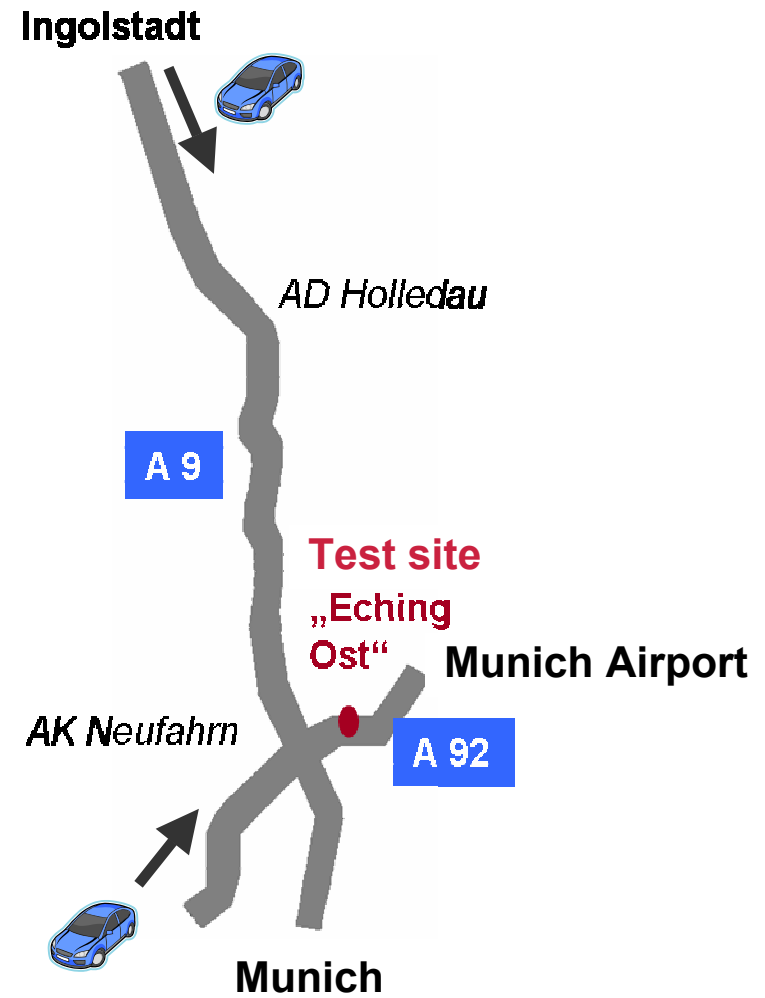 Ingolstadt
AD Holledau
A 9
Test site
„Eching
Ost“
Munich Airport
AK Neufahrn
A 92
Munich